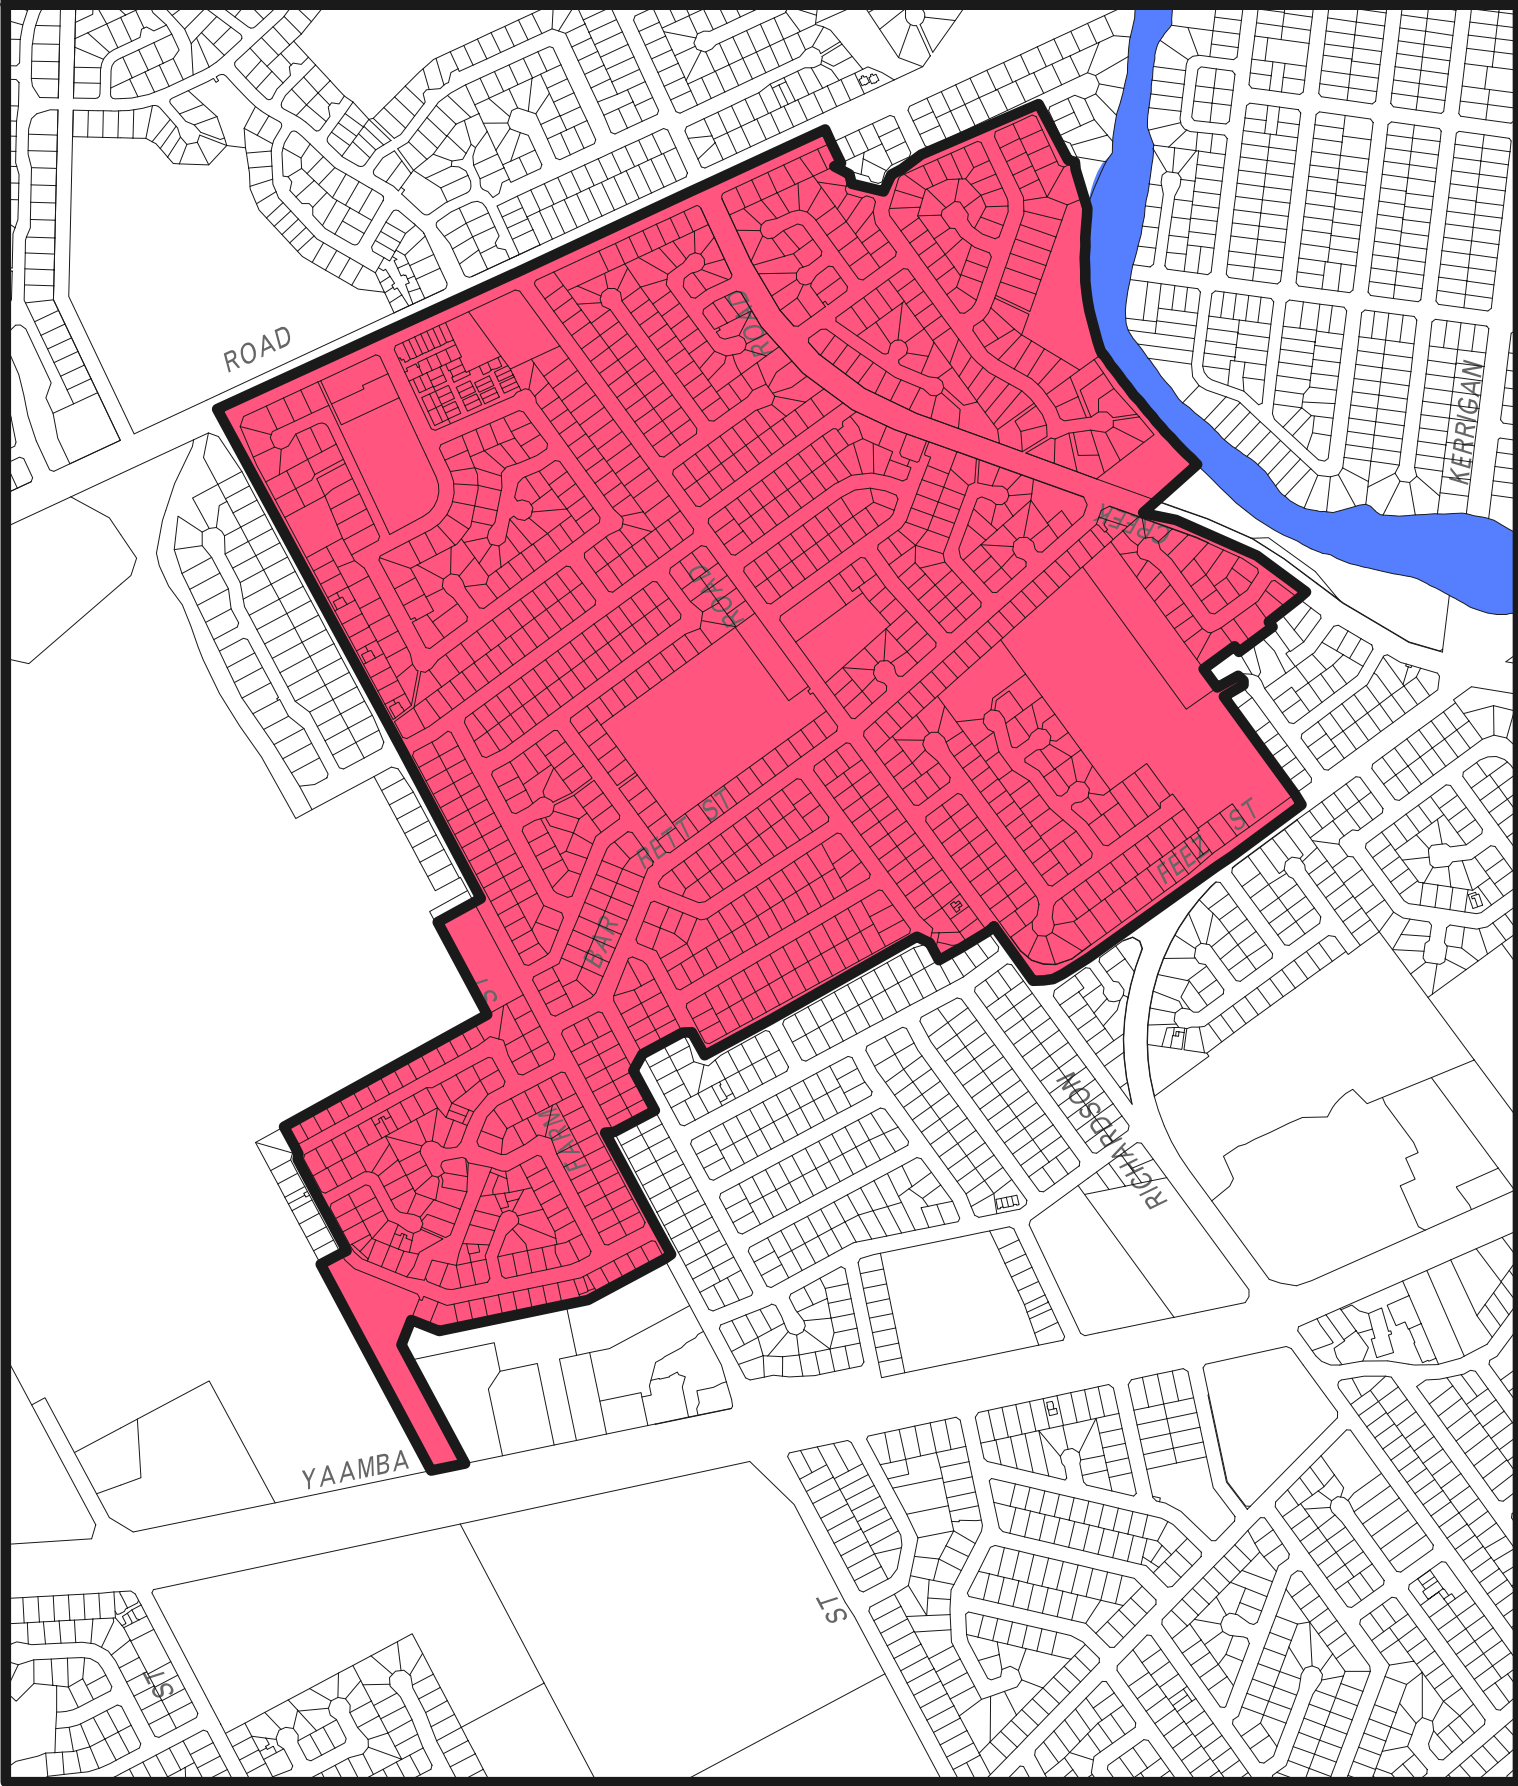 ROAD
ROAD
KERRIGAN
CREEK
ROAD
BARRETT ST
FEEZ ST
ST
FARM
RICHARDSON
YAAMBA
ST
ST